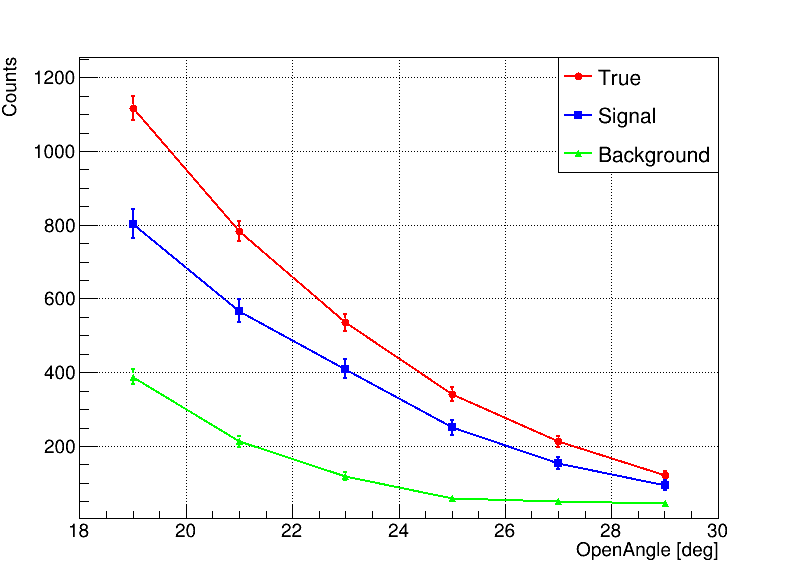 Counts
1200
1000
800
600
400
200
True
Signal
Background
18 20 22 24 26 28 30
OpenAngle [deg]